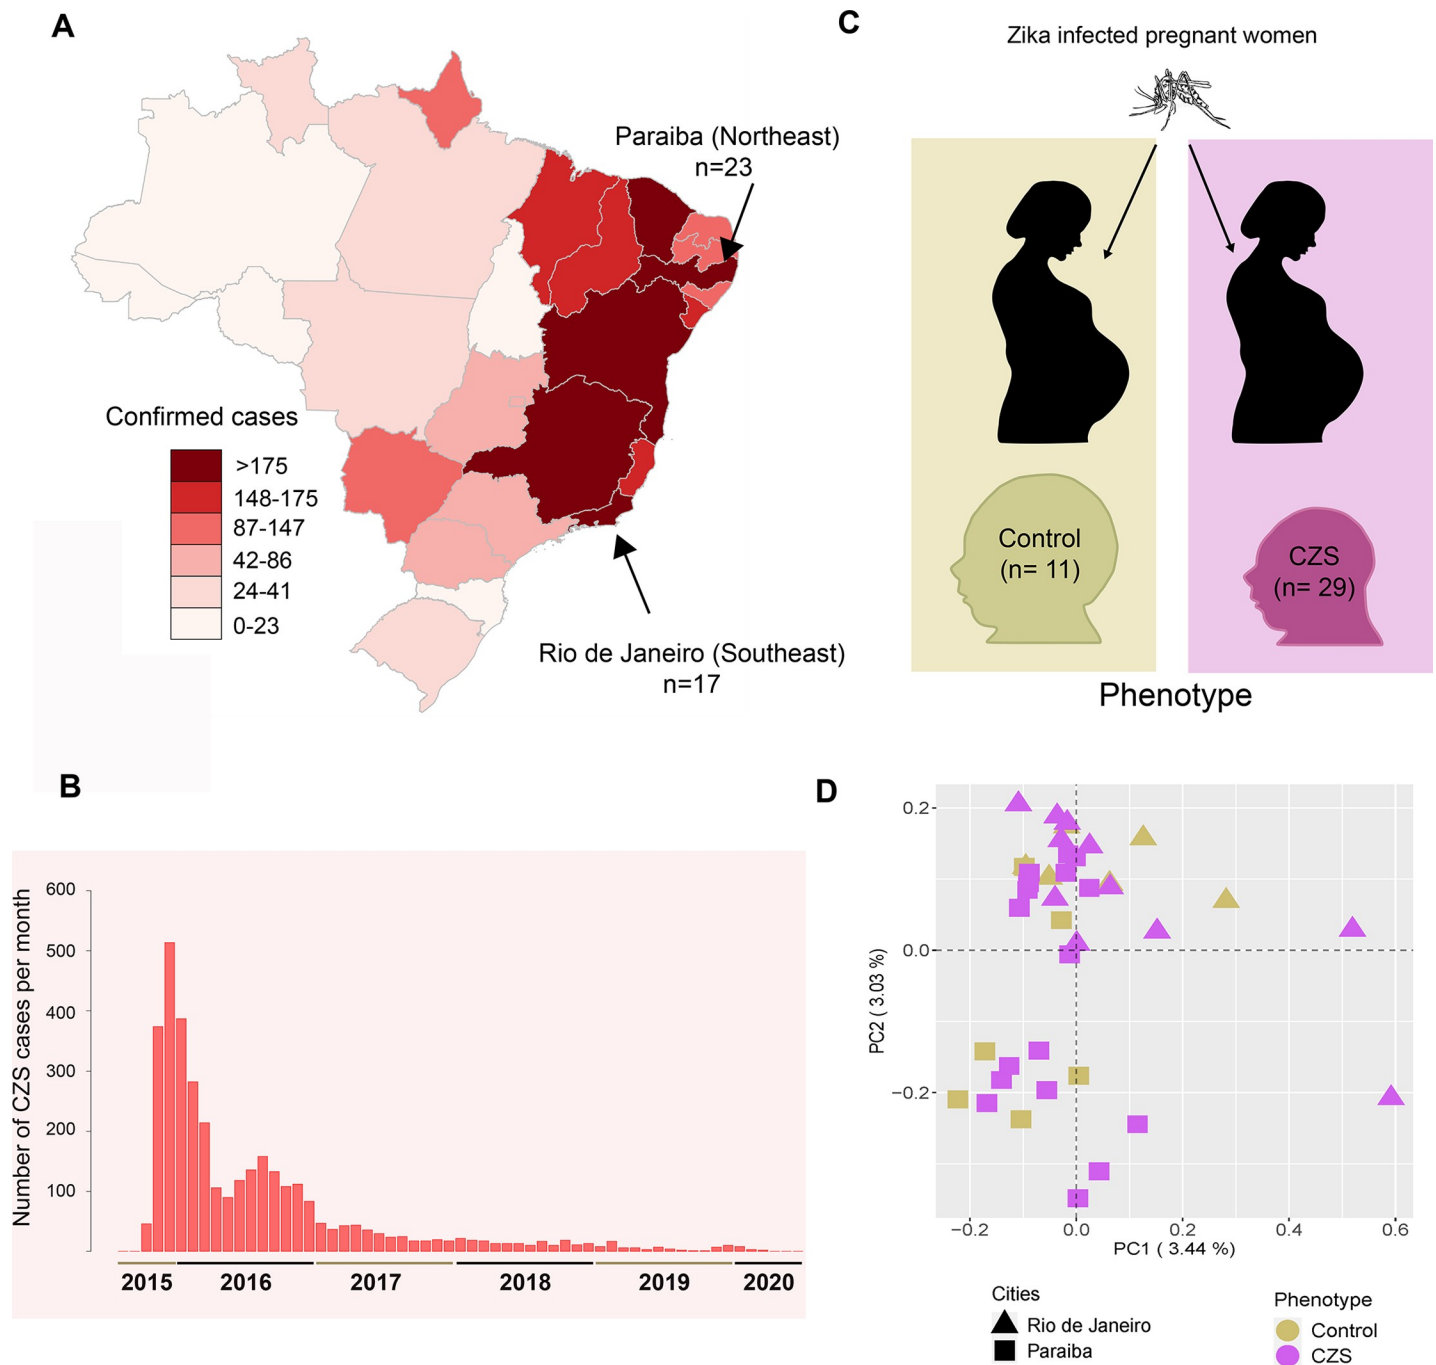 A
Paraiba (Northeast)
n=23
Confirmed cases
>175
148-175
87-147
42-86
24-41
0-23
Rio de Janeiro (Southeast)
n=17
C
Zika infected pregnant women
Control
(n= 11)
CZS
(n= 29)
Phenotype
B
Number of CZS cases per month
600
500
400
300
200
100
2015 2016 2017 2018 2019 2020
D
PC2 ( 3.03 %)
0.2
0.0
−0.2
−0.2 0.0 0.2 0.4 0.6
PC1 ( 3.44 %)
Cities
Rio de Janeiro
Paraiba
Phenotype
Control
CZS